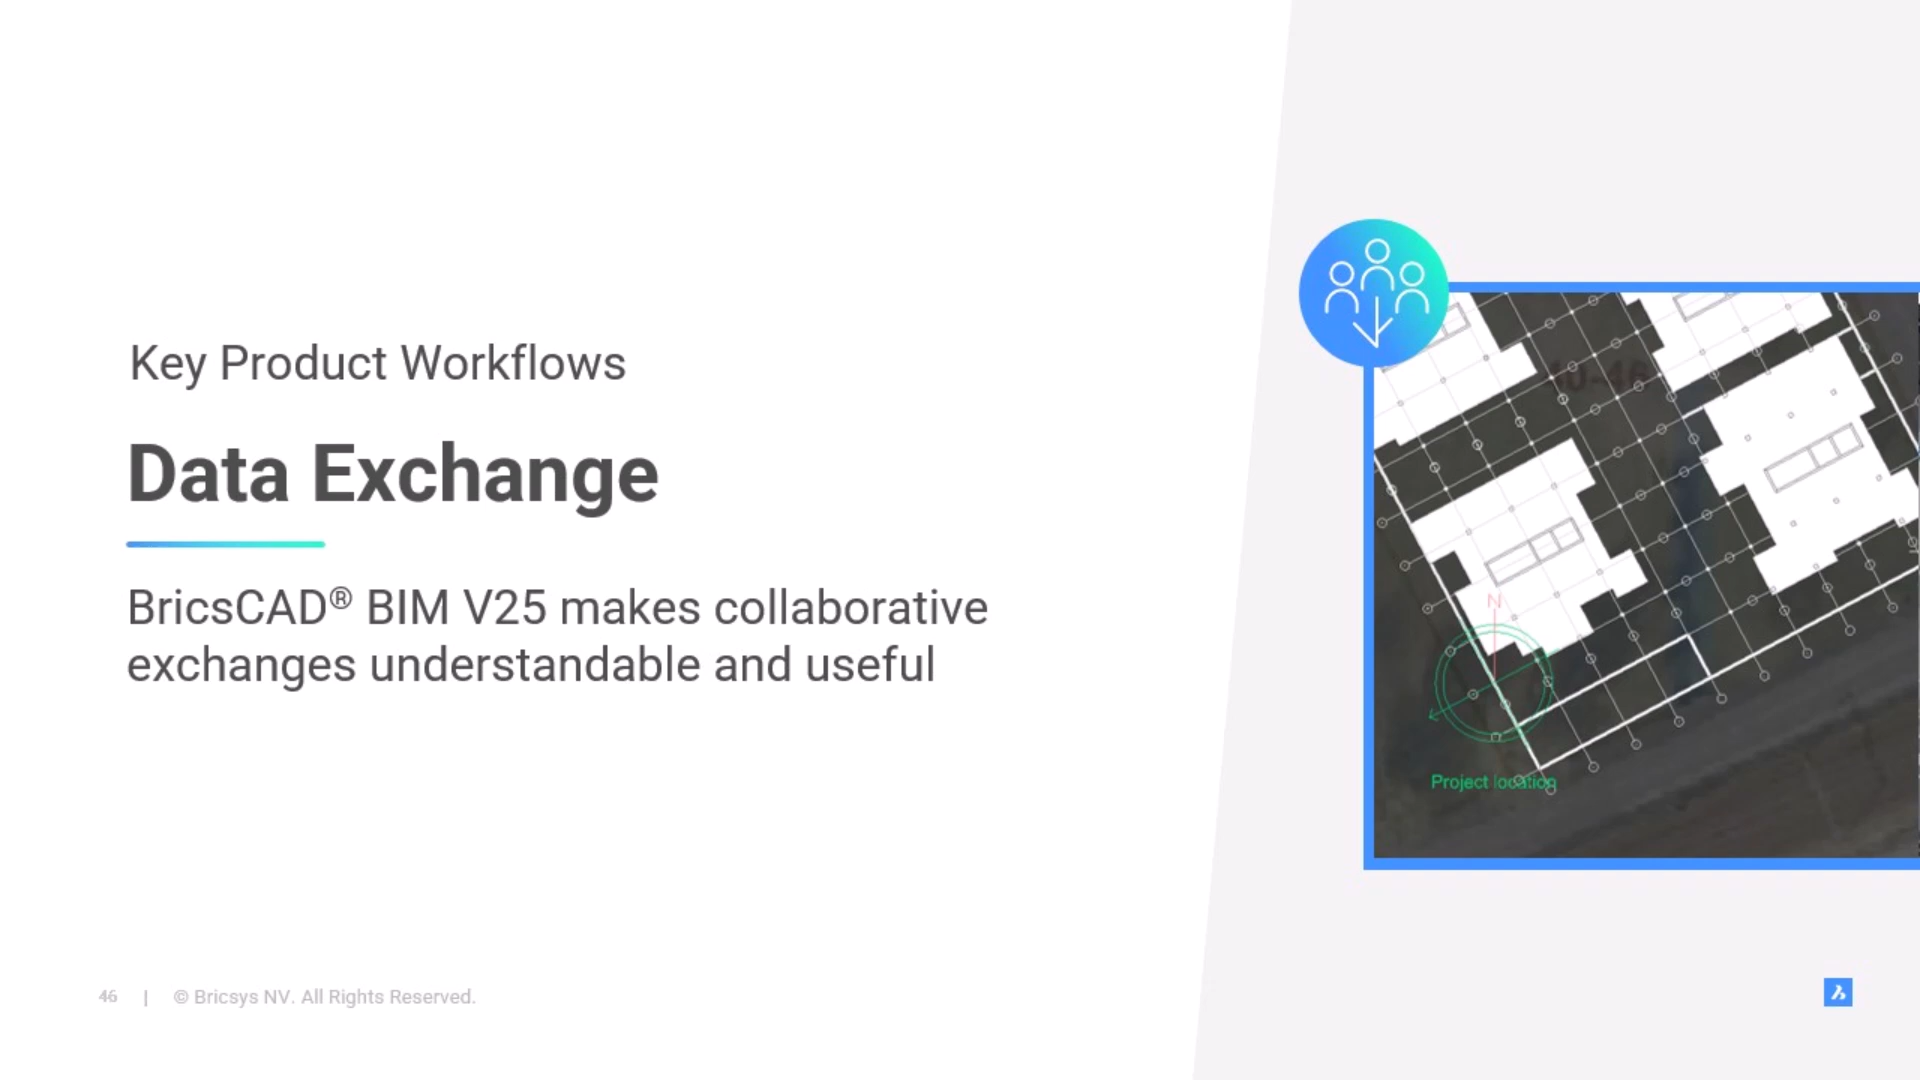 Key Product Workflows
Data Exchange
BricsCAD® BIM V25 makes collaborative
exchanges understandable and useful
N
Project location
46 | © Bricsys NV. All Rights Reserved.